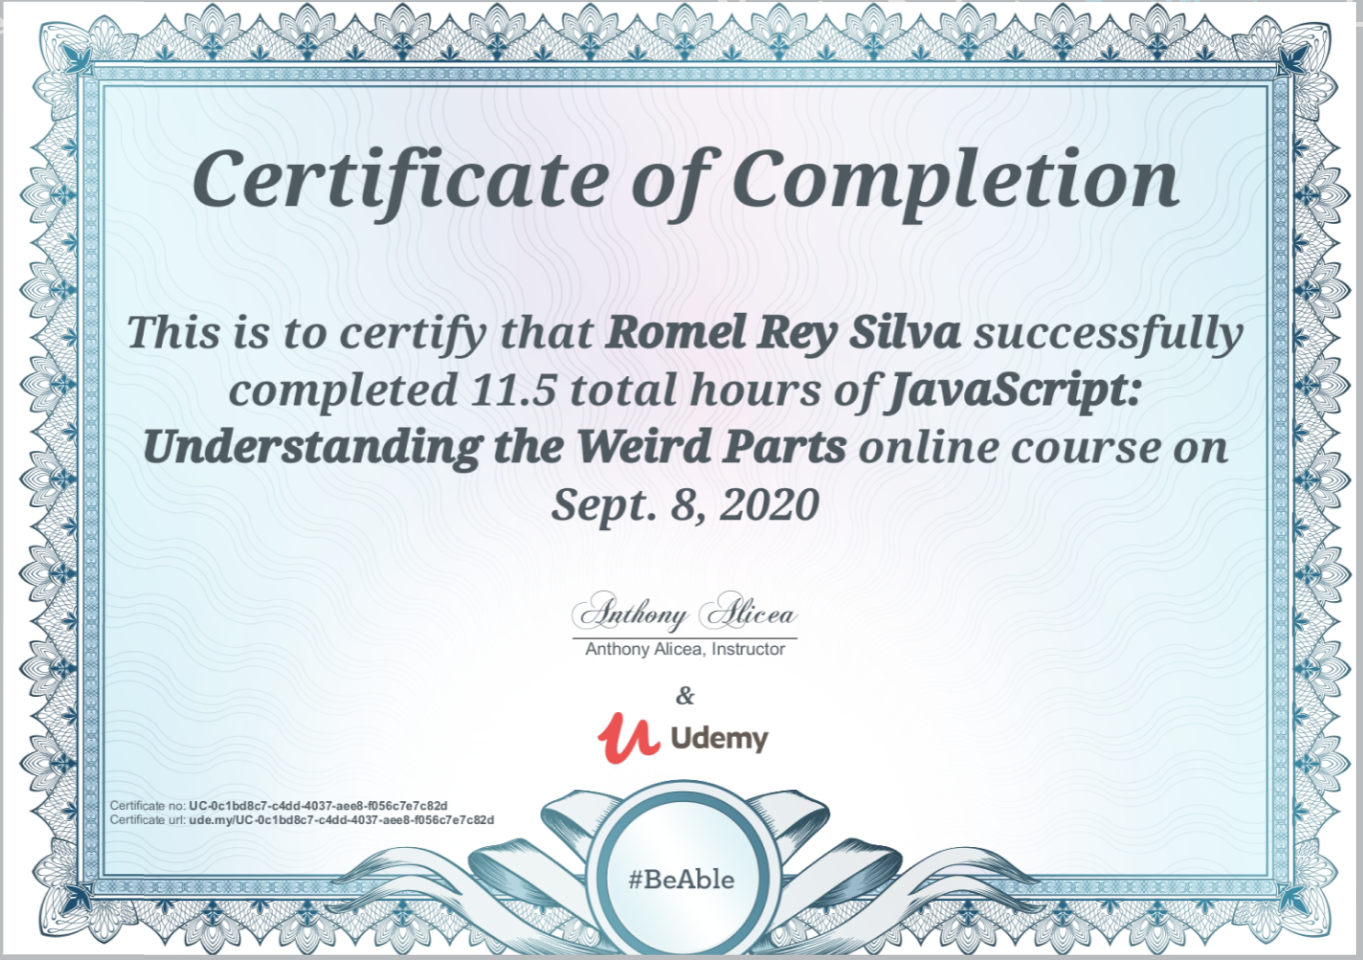 Certificate of Completion
This is to certify that Romel Rey Silva successfully
completed 11.5 total hours of JavaScript:
Understanding the Weird Parts online course on
Sept. 8, 2020
Anthony Alicea
Anthony Alicea, Instructor
&
Udemy
Certificate no: UC-0c1bd8c7-c4dd-4037-aee8-f056c7e7c82d
Certificate url: ude.my/UC-0c1bd8c7-c4dd-4037-aee8-f056c7e7c82d
#BeAble